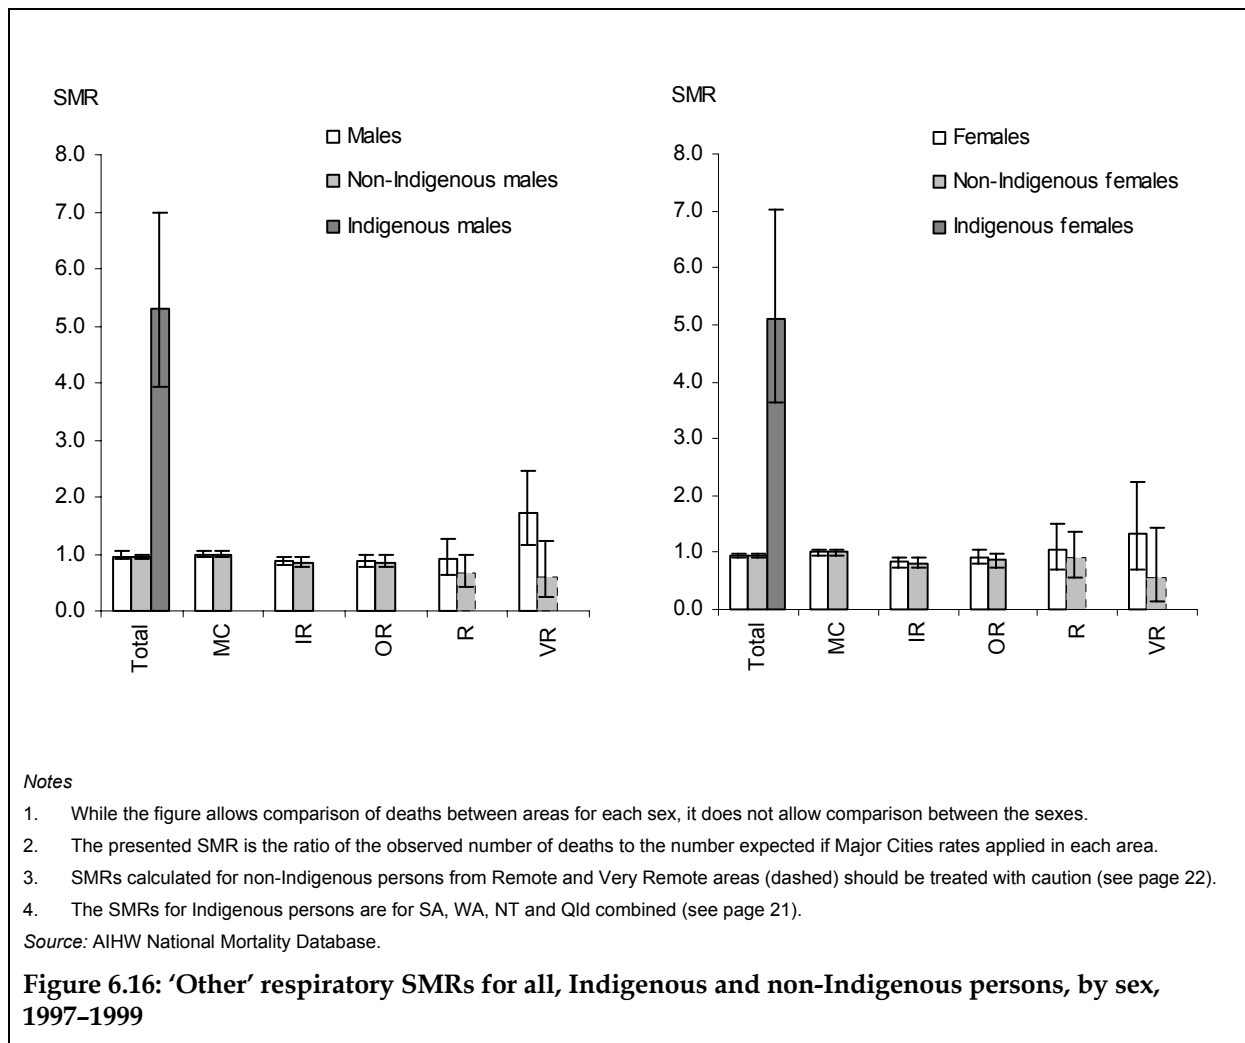 SMR
Males
Non-Indigenous males
Indigenous males
8.0
7.0
6.0
5.0
4.0
3.0
2.0
1.0
0.0
Total
MC
IR
OR
R
VR
SMR
Females
Non-Indigenous females
Indigenous females
8.0
7.0
6.0
5.0
4.0
3.0
2.0
1.0
0.0
Total
MC
IR
OR
R
VR
Notes
1. While the figure allows comparison of deaths between areas for each sex, it does not allow comparison between the sexes.
2. The presented SMR is the ratio of the observed number of deaths to the number expected if Major Cities rates applied in each area.
3. SMRs calculated for non-Indigenous persons from Remote and Very Remote areas (dashed) should be treated with caution (see page 22).
4. The SMRs for Indigenous persons are for SA, WA, NT and Qld combined (see page 21).
Source: AIHW National Mortality Database.
Figure 6.16: ‘Other’ respiratory SMRs for all, Indigenous and non-Indigenous persons, by sex,
1997–1999